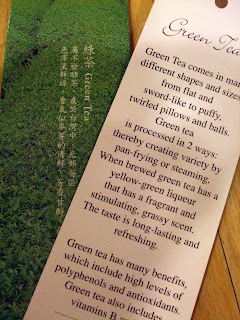 綠茶 Green Tea
Green Tea
Green Tea comes in man
different shapes and sizes
from flat and
sword-like to puffy,
twirled pillows and balls.
Green tea
is processed in 2 ways:
thereby creating variety by
pan-frying or steaming.
When brewed green tea has a
yellow-green liqueur
that has a fragrant and
stimulating, grassy scent.
The taste is long-lasting and
refreshing.
Green tea has many benefits,
which include high levels of
polyphenols and antioxidants.
Green tea also includes
vitamins B a